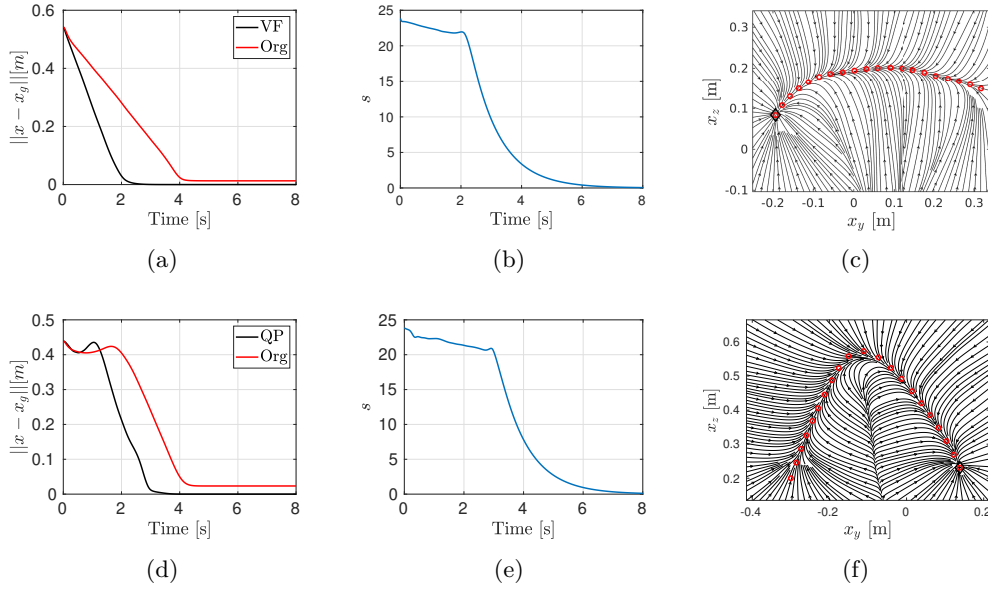 0.6
0.4
0.2
0
0 2 4 6 8
||x − x_g||[m]
Time [s]
VF
Org
(a)
25
20
15
10
5
0
0 2 4 6 8
s
Time [s]
(b)
0.3
0.2
0.1
0
-0.1
-0.2 -0.1 0 0.1 0.2 0.3
x_z [m]
x_y [m]
(c)
0.5
0.4
0.3
0.2
0.1
0
0 2 4 6 8
||x − x_g||[m]
Time [s]
QP
Org
(d)
25
20
15
10
5
0
0 2 4 6 8
s
Time [s]
(e)
0.6
0.5
0.4
0.3
0.2
-0.4 -0.2 0 0.2
x_z [m]
x_y [m]
(f)